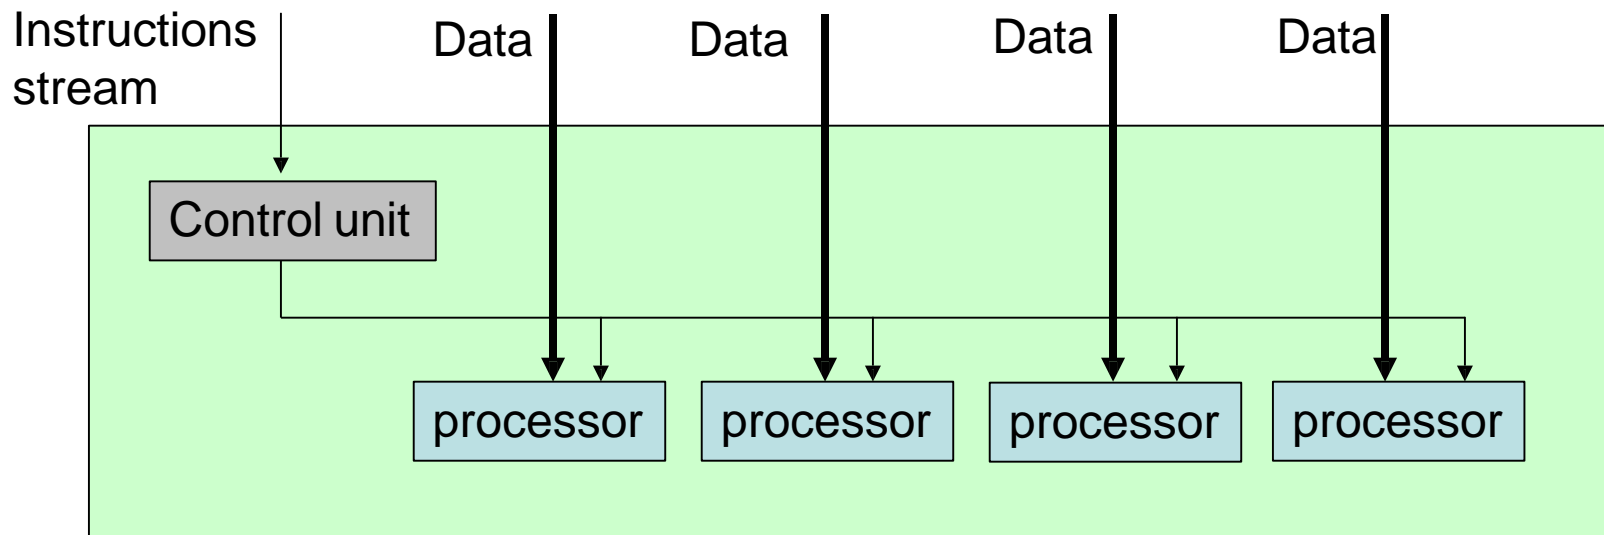 Instructions
stream
Data
Data
Data
Data
Control unit
processor
processor
processor
processor